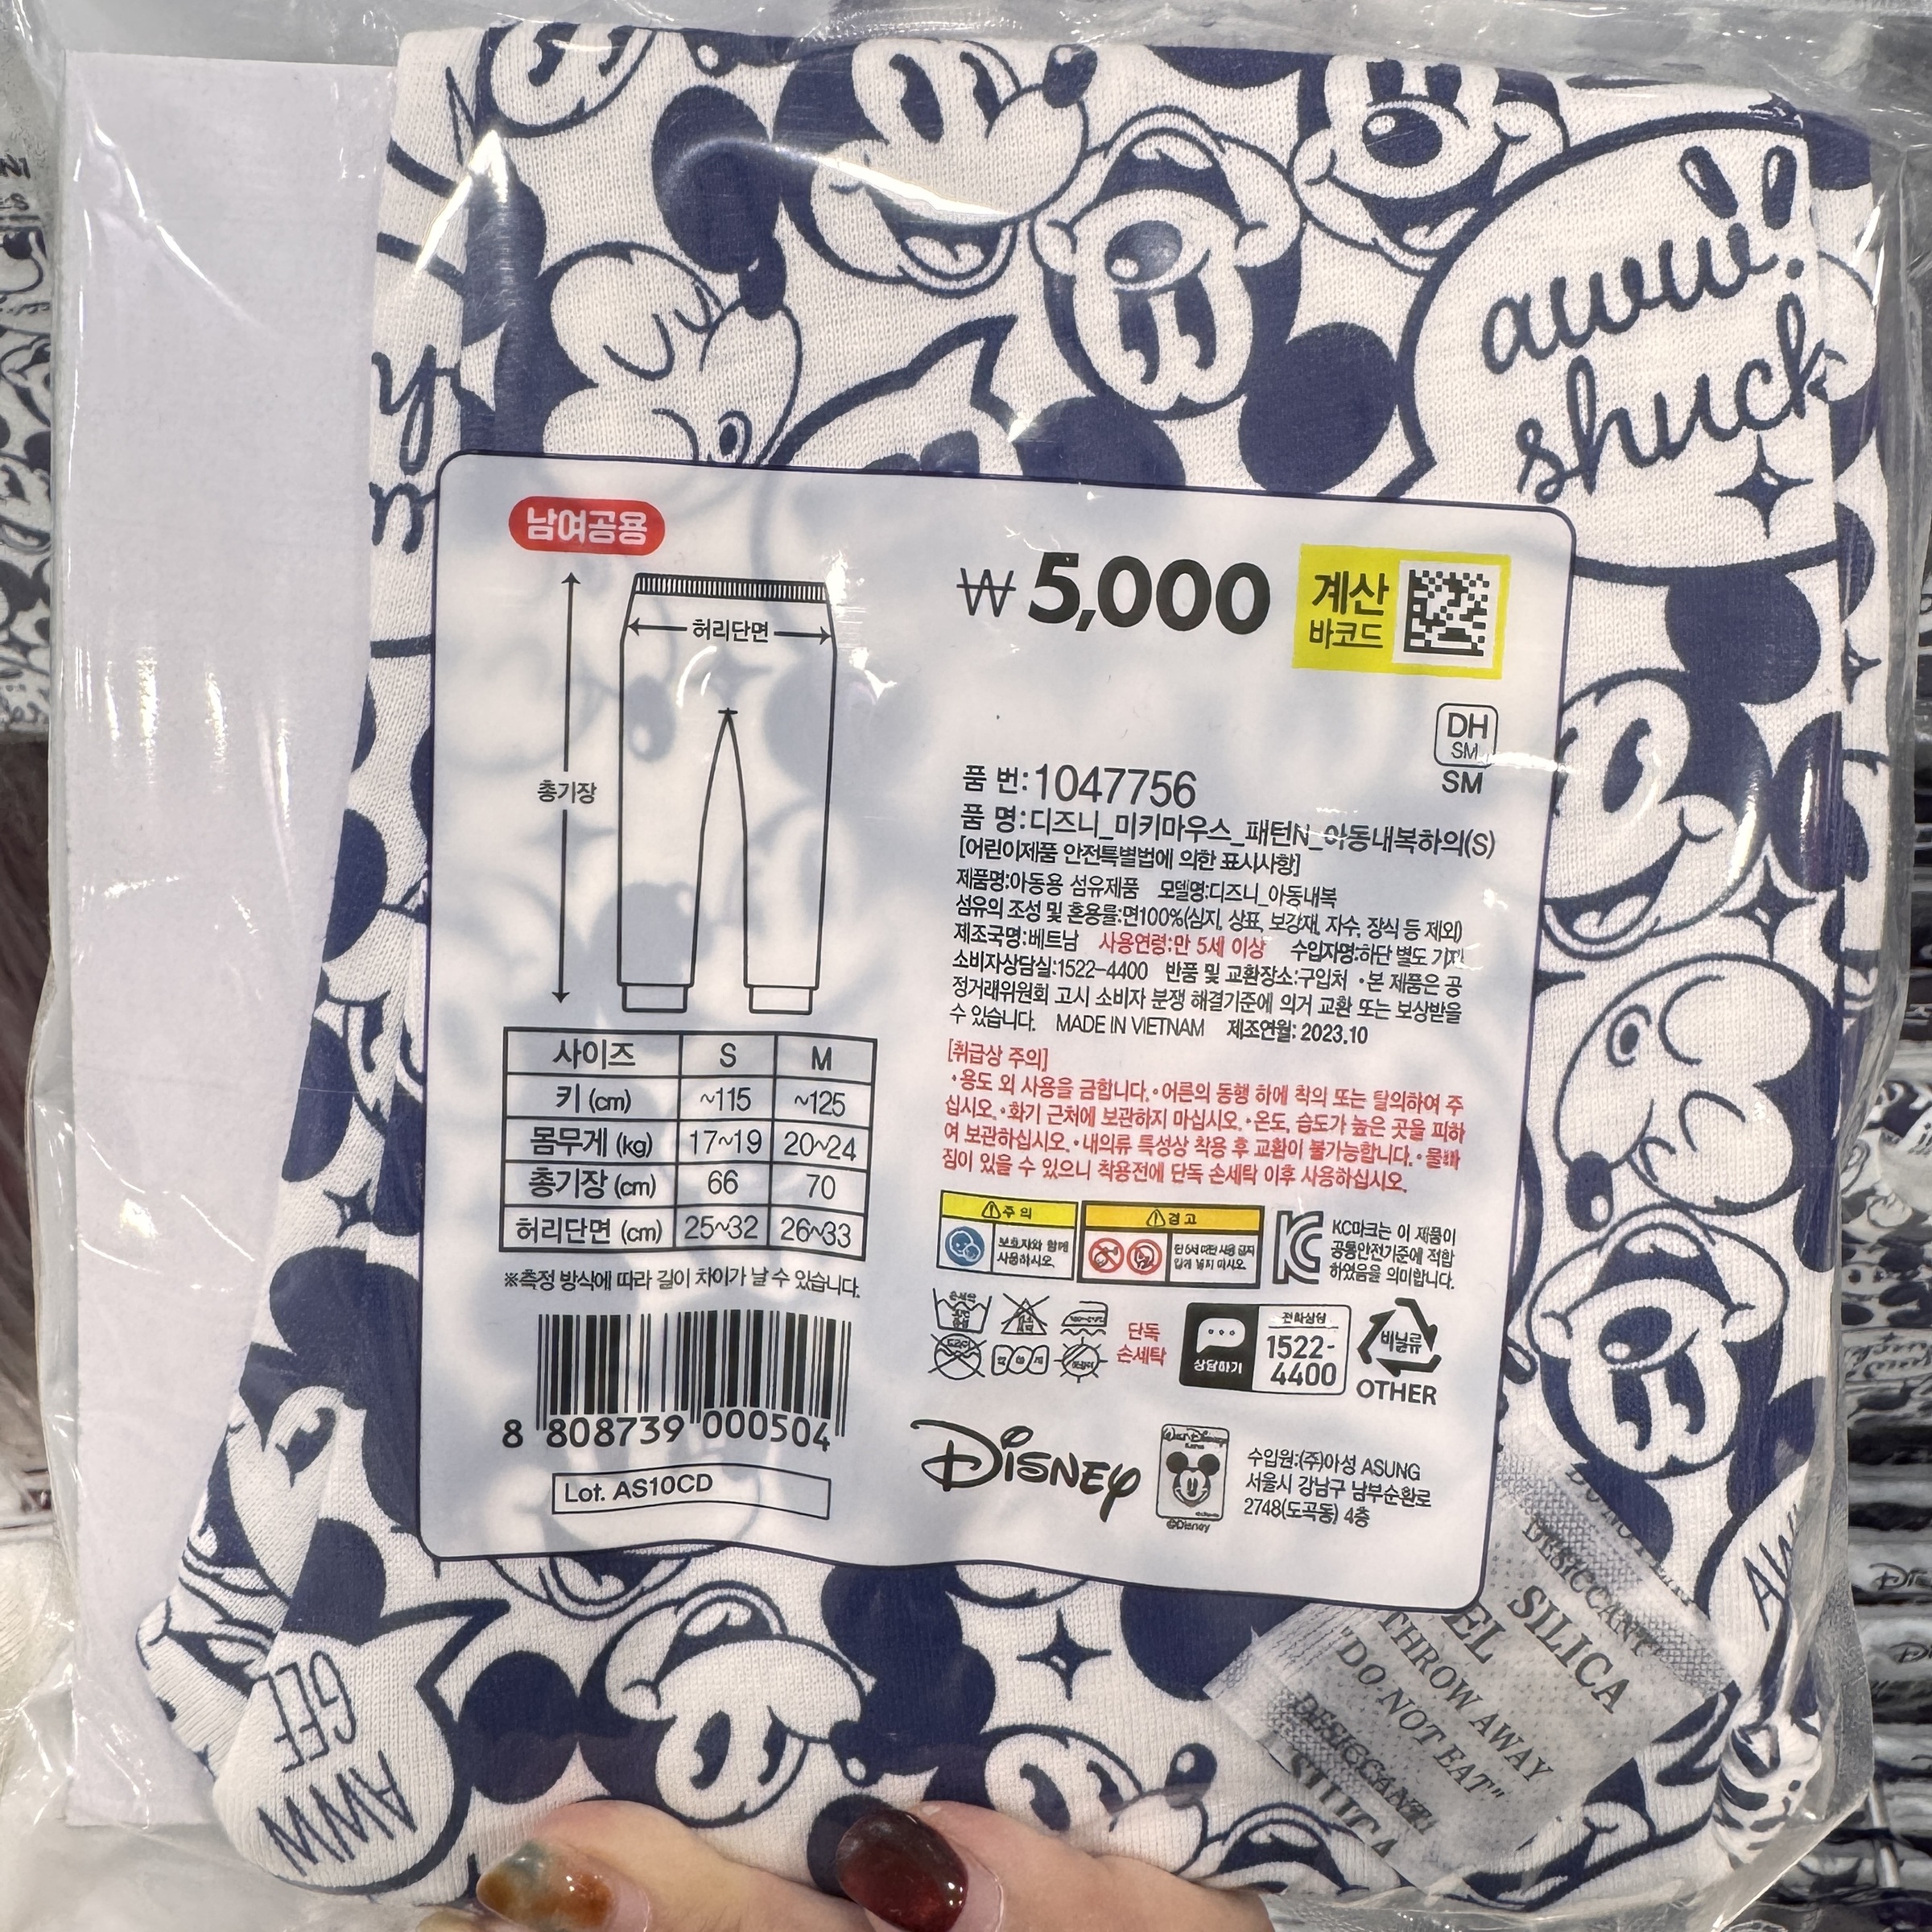 aww!
shuck
남여공용
허리단면
총기장
₩5,000
계산
바코드
DH
SM
SM
품 번:1047756
품 명:디즈니_미키마우스_패턴N_아동내복하의(S)
[어린이제품 안전특별법에 의한 표시사항]
제품명:아동용 섬유제품 모델명:디즈니_아동내복
섬유의 조성 및 혼용률:면100%(심지, 상표, 보강재, 자수, 장식 등 제외)
제조국명:베트남 사용연령:만 5세 이상 수입자명:하단 별도 기재
소비자상담실:1522-4400 반품 및 교환장소:구입처 •본 제품은 공
정거래위원회 고시 소비자 분쟁 해결기준에 의거 교환 또는 보상받을
수 있습니다. MADE IN VIETNAM 제조연월: 2023.10
[취급상 주의]
•용도 외 사용을 금합니다.•어른의 동행 하에 착의 또는 탈의하여 주
십시오.•화기 근처에 보관하지 마십시오.•온도, 습도가 높은 곳을 피하
여 보관하십시오.•내의류 특성상 착용 후 교환이 불가능합니다.•물빠
짐이 있을 수 있으니 착용전에 단독 손세탁 이후 사용하십시오.
사이즈 S M
키 (cm) ~115 ~125
몸무게 (kg) 17~19 20~24
총기장 (cm) 66 70
허리단면 (cm) 25~32 26~33
※측정 방식에 따라 길이 차이가 날 수 있습니다.
주 의
보호자와 함께
사용하시오.
경 고
KC마크는 이 제품이
공통안전기준에 적합
하였음을 의미합니다.
단독
손세탁
상담하기
전화상담
1522-
4400
비닐류
OTHER
8 808739 000504
Lot. AS10CD
Disney
©Disney
수입원:(주)아성 ASUNG
서울시 강남구 남부순환로
2748(도곡동) 4층
DESICCANT
SILICA
EL
THROW AWAY
"DO NOT EAT"
DESICCANT
SILICA
GEE
AWW